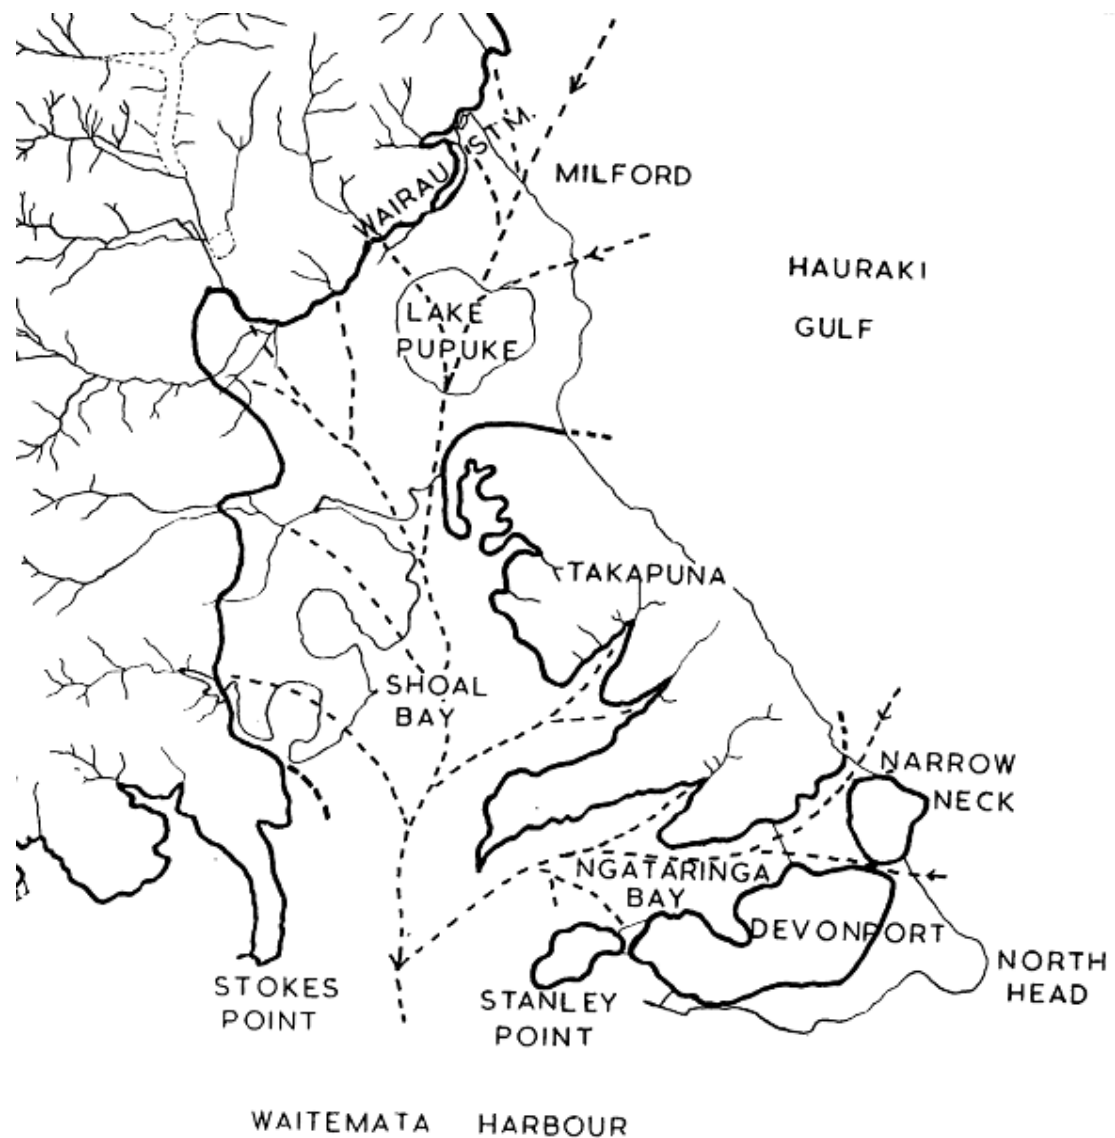 WAIRAU STM.
MILFORD
HAURAKI
GULF
LAKE
PUPUKE
TAKAPUNA
SHOAL
BAY
NARROW
NECK
NGATARINGA
BAY
DEVONPORT
NORTH
HEAD
STOKES
POINT
STANLEY
POINT
WAITEMATA HARBOUR